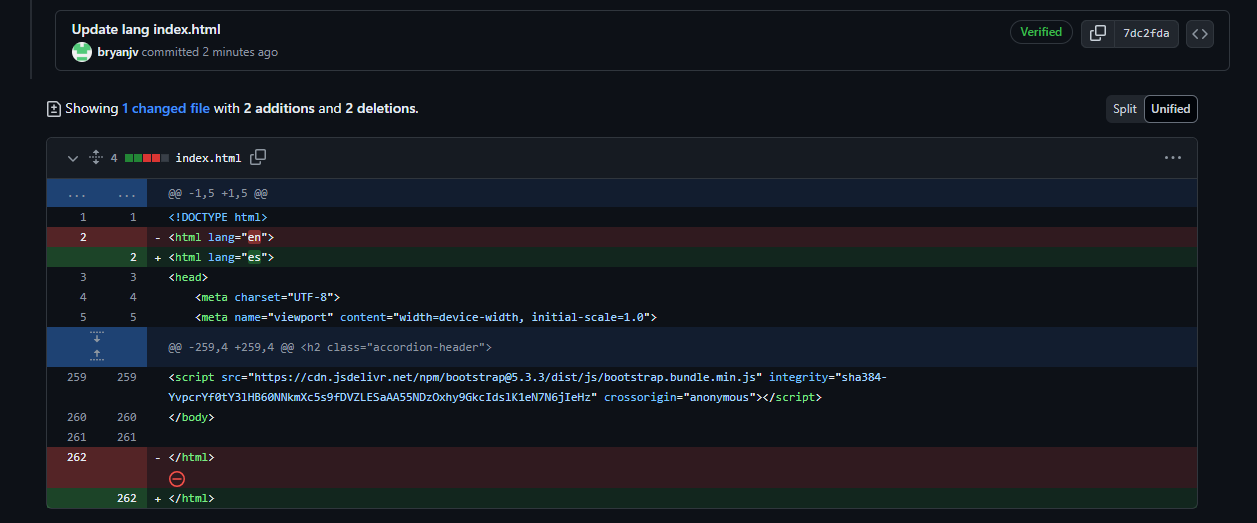 Update lang index.html
Verified
7dc2fda
bryanjv committed 2 minutes ago
Showing 1 changed file with 2 additions and 2 deletions.
Split Unified
4 index.html
@@ -1,5 +1,5 @@
1 1 <!DOCTYPE html>
2 - <html lang="en">
2 + <html lang="es">
3 3 <head>
4 4 <meta charset="UTF-8">
5 5 <meta name="viewport" content="width=device-width, initial-scale=1.0">
@@ -259,4 +259,4 @@ <h2 class="accordion-header">
259 259 <script src="https://cdn.jsdelivr.net/npm/bootstrap@5.3.3/dist/js/bootstrap.bundle.min.js" integrity="sha384-
YvpcrYf0tY3lHB60NNkmXc5s9fDVZLESaAA55NDzOxhy9GkcIdslK1eN7N6jIeHz" crossorigin="anonymous"></script>
260 260 </body>
261 261
262 - </html>
262 + </html>